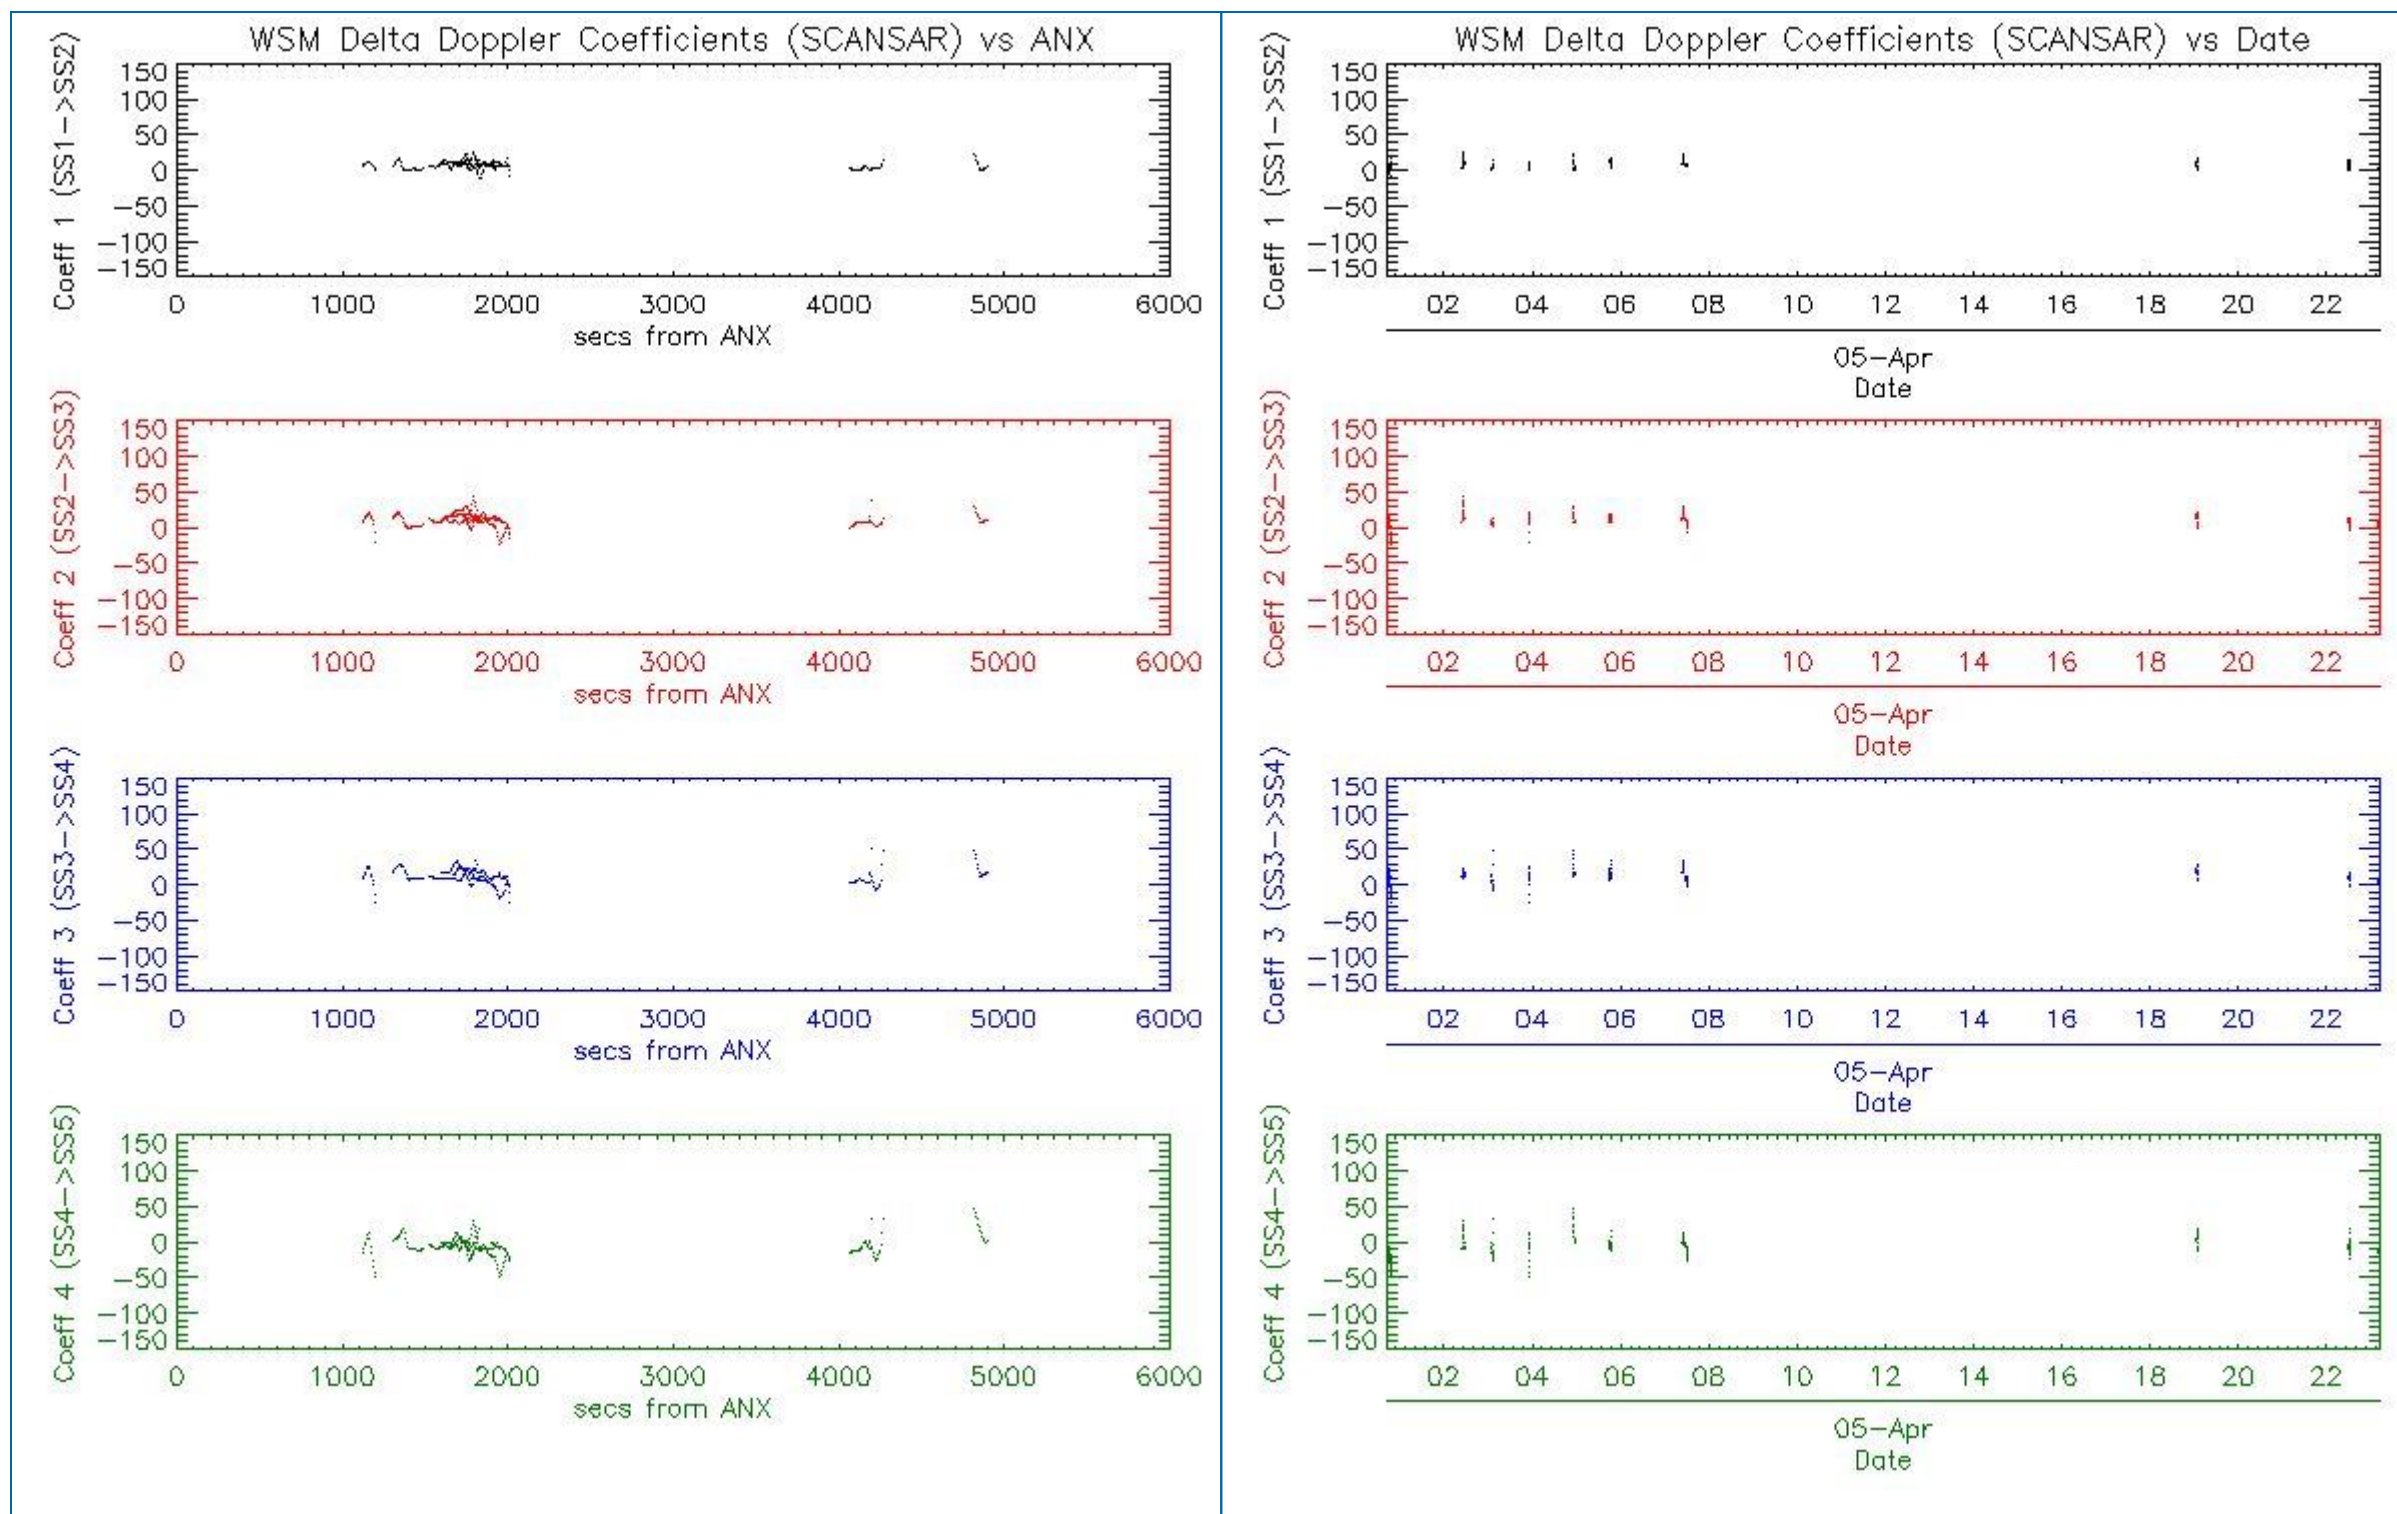 WSM Delta Doppler Coefficients (SCANSAR) vs ANX
Coeff 1 (SS1->SS2)
150
100
50
0
-50
-100
-150
0 1000 2000 3000 4000 5000 6000
secs from ANX
Coeff 2 (SS2->SS3)
150
100
50
0
-50
-100
-150
0 1000 2000 3000 4000 5000 6000
secs from ANX
Coeff 3 (SS3->SS4)
150
100
50
0
-50
-100
-150
0 1000 2000 3000 4000 5000 6000
secs from ANX
Coeff 4 (SS4->SS5)
150
100
50
0
-50
-100
-150
0 1000 2000 3000 4000 5000 6000
secs from ANX
WSM Delta Doppler Coefficients (SCANSAR) vs Date
Coeff 1 (SS1->SS2)
150
100
50
0
-50
-100
-150
02 04 06 08 10 12 14 16 18 20 22
05-Apr
Date
Coeff 2 (SS2->SS3)
150
100
50
0
-50
-100
-150
02 04 06 08 10 12 14 16 18 20 22
05-Apr
Date
Coeff 3 (SS3->SS4)
150
100
50
0
-50
-100
-150
02 04 06 08 10 12 14 16 18 20 22
05-Apr
Date
Coeff 4 (SS4->SS5)
150
100
50
0
-50
-100
-150
02 04 06 08 10 12 14 16 18 20 22
05-Apr
Date